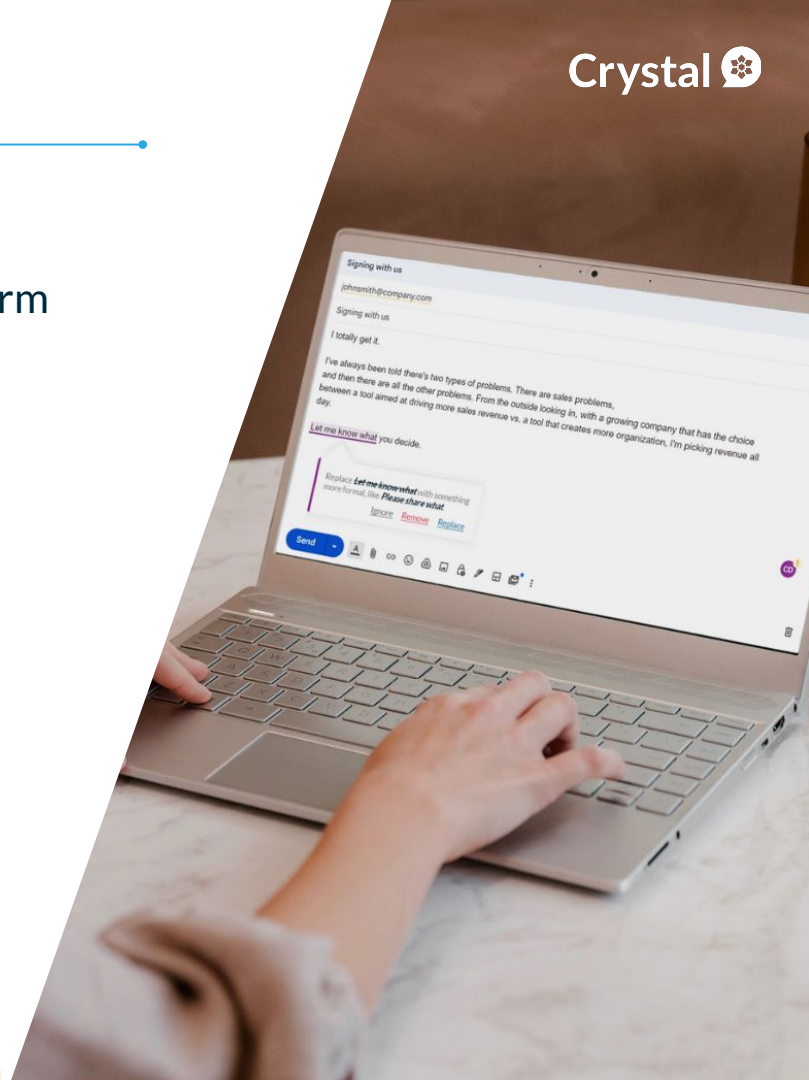 Crystal
rm
Signing with us
johnsmith@company.com
Signing with us
I totally get it.
I've always been told there's two types of problems. There are sales problems,
and then there are all the other problems. From the outside looking in, with a growing company that has the choice
between a tool aimed at driving more sales revenue vs. a tool that creates more organization, I'm picking revenue all
day.
Let me know what you decide.
Replace Let me know what with something
more formal, like Please share what.
Ignore Remove Replace
Send
CD